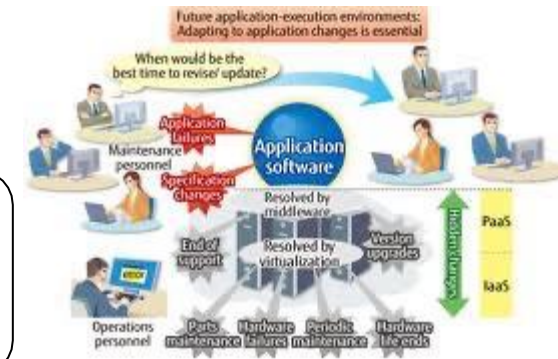 Future application-execution environments:
Adapting to application changes is essential
When would be the
best time to revise/ update?
Application
failures
Maintenance
personnel
Application
software
Specification
changes
Resolved by
middleware
End of
support
Resolved by
virtualization
Version
upgrades
Hidden changes
PaaS
IaaS
Operations
personnel
Parts
maintenance
Hardware
failures
Periodic
maintenance
Hardware
life ends